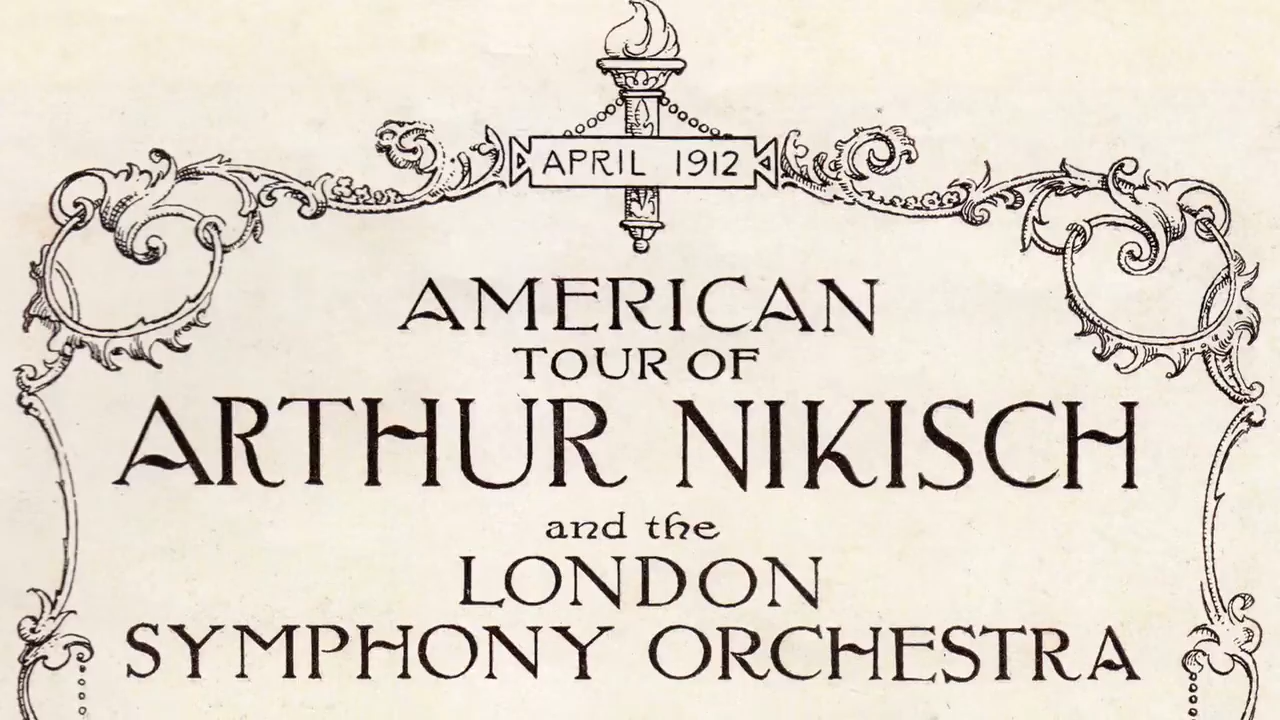 APRIL 1912
AMERICAN
TOUR OF
ARTHUR NIKISCH
and the
LONDON
SYMPHONY ORCHESTRA